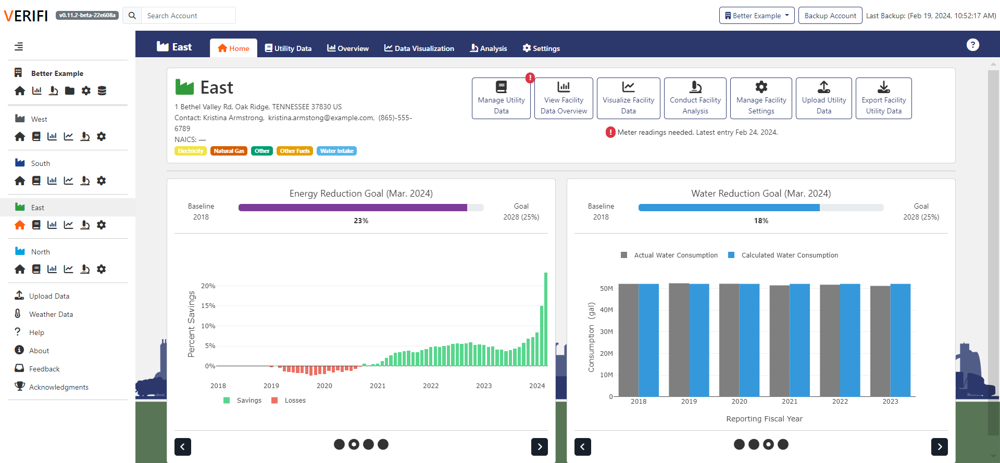 VERIFI
v0.11.2-beta-22e608a
Search Account
Better Example
Backup Account
Last Backup: (Feb 19, 2024, 10:52:17 AM)
East
Home
Utility Data
Overview
Data Visualization
Analysis
Settings
?
Better Example
West
South
East
North
Upload Data
Weather Data
? Help
About
Feedback
Acknowledgments
East
1 Bethel Valley Rd, Oak Ridge, TENNESSEE 37830 US
Contact: Kristina Armstrong, kristina.armstong@example.com, (865)-555-
6789
NAICS: —
Electricity
Natural Gas
Other
Other Fuels
Water Intake
!
Manage Utility
Data
View Facility
Data Overview
Visualize Facility
Data
Conduct Facility
Analysis
Manage Facility
Settings
Upload Utility
Data
Export Facility
Utility Data
! Meter readings needed. Latest entry Feb 24, 2024.
Energy Reduction Goal (Mar. 2024)
Baseline
2018
23%
Goal
2028 (25%)
Percent Savings
20%
15%
10%
5%
0%
2018
2019
2020
2021
2022
2023
2024
Savings
Losses
Water Reduction Goal (Mar. 2024)
Baseline
2018
18%
Goal
2028 (25%)
Actual Water Consumption
Calculated Water Consumption
Consumption (gal)
50M
40M
30M
20M
10M
0
2018
2019
2020
2021
2022
2023
Reporting Fiscal Year